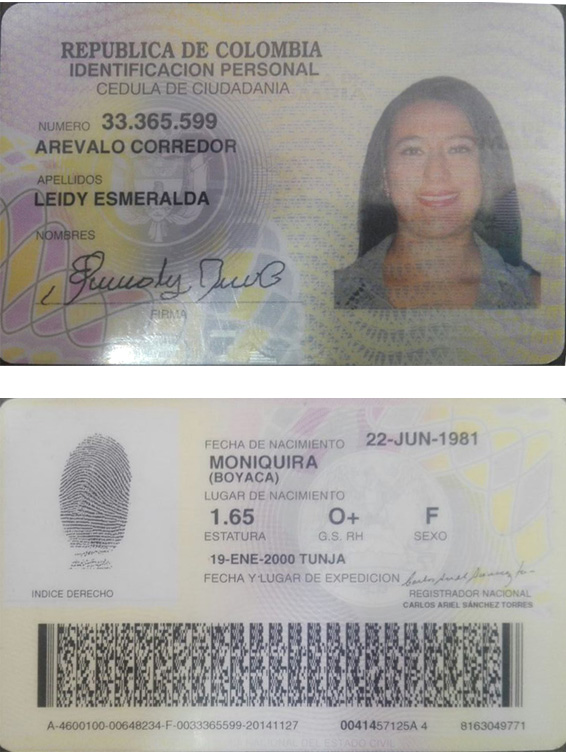 REPUBLICA DE COLOMBIA
IDENTIFICACION PERSONAL
CEDULA DE CIUDADANIA
NUMERO 33.365.599
AREVALO CORREDOR
APELLIDOS
LEIDY ESMERALDA
NOMBRES
FIRMA
FECHA DE NACIMIENTO 22-JUN-1981
MONIQUIRA
(BOYACA)
LUGAR DE NACIMIENTO
1.65 O+ F
ESTATURA G.S. RH SEXO
19-ENE-2000 TUNJA
FECHA Y LUGAR DE EXPEDICION
INDICE DERECHO
REGISTRADOR NACIONAL
CARLOS ARIEL SÁNCHEZ TORRES
A-4600100-00648234-F-0033365599-20141127 0041457125A 4 8163049771